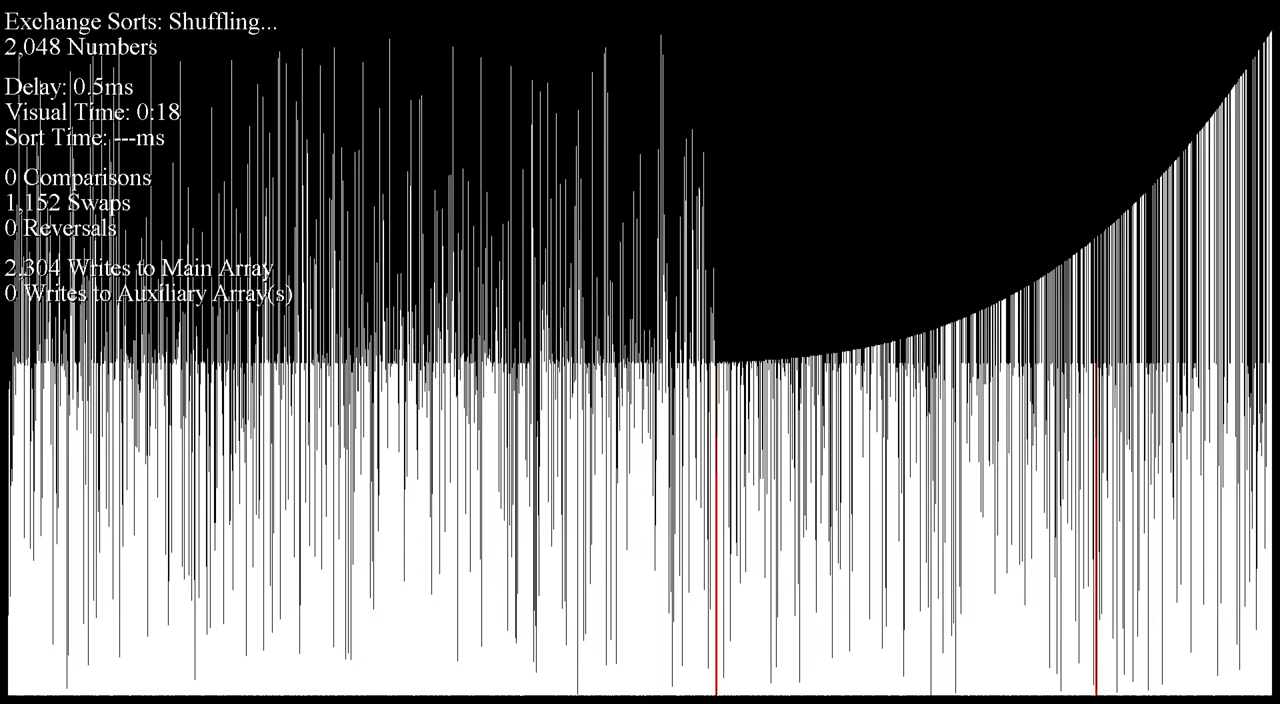 Exchange Sorts: Shuffling...
2,048 Numbers
Delay: 0.5ms
Visual Time: 0:18
Sort Time: ---ms
0 Comparisons
1,152 Swaps
0 Reversals
2,304 Writes to Main Array
0 Writes to Auxiliary Array(s)